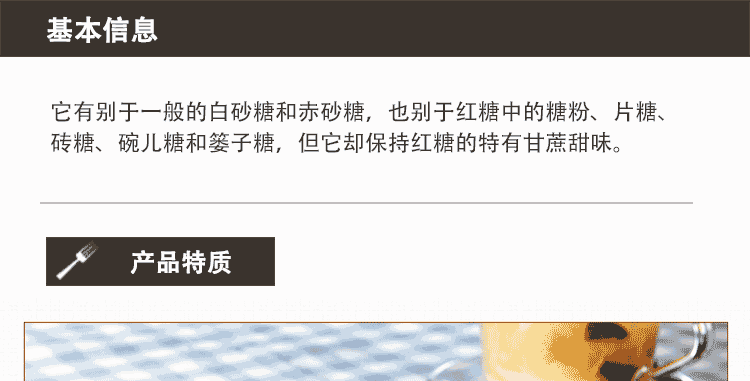 基本信息
它有别于一般的白砂糖和赤砂糖，也别于红糖中的糖粉、片糖、
砖糖、碗儿糖和篓子糖，但它却保持红糖的特有甘蔗甜味。
产品特质